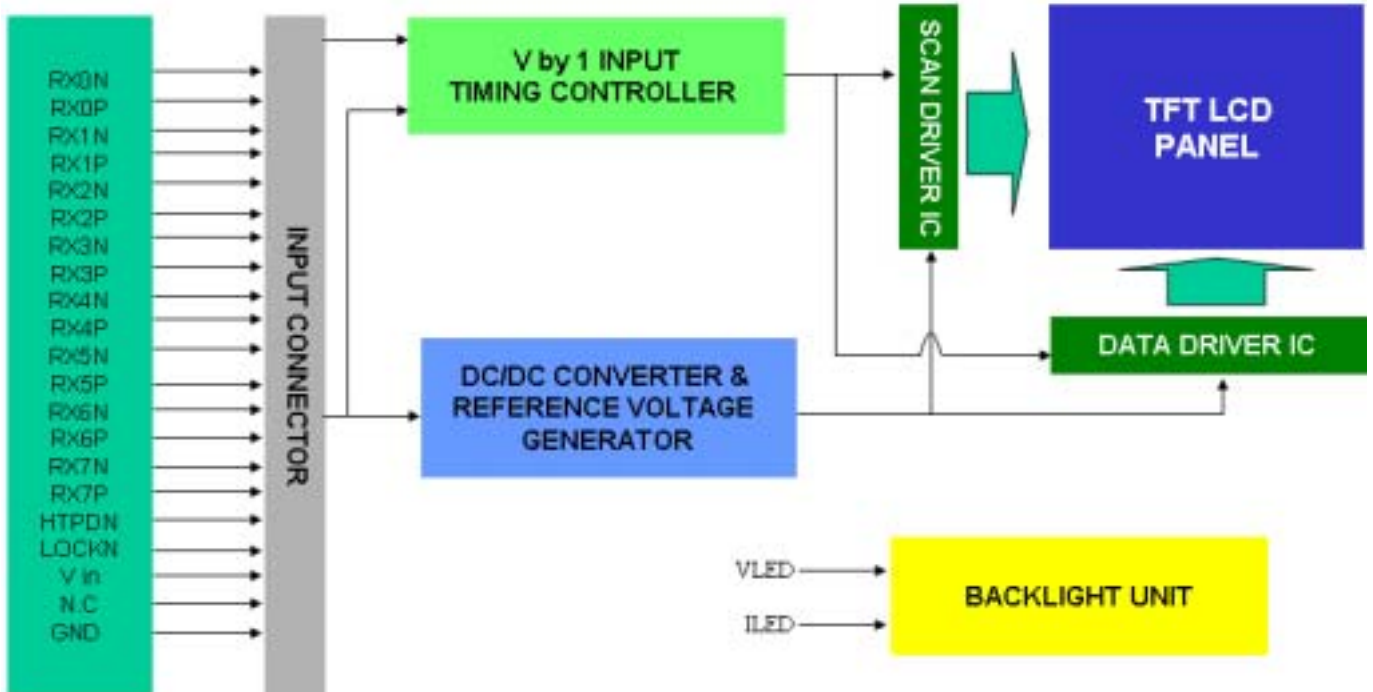 RX0N
RX0P
RX1N
RX1P
RX2N
RX2P
RX3N
RX3P
RX4N
RX4P
RX5N
RX5P
RX6N
RX6P
RX7N
RX7P
HTPDN
LOCKN
V in
N.C
GND
INPUT CONNECTOR
V by 1 INPUT
TIMING CONTROLLER
DC/DC CONVERTER &
REFERENCE VOLTAGE
GENERATOR
SCAN DRIVER IC
TFT LCD
PANEL
DATA DRIVER IC
VLED
ILED
BACKLIGHT UNIT